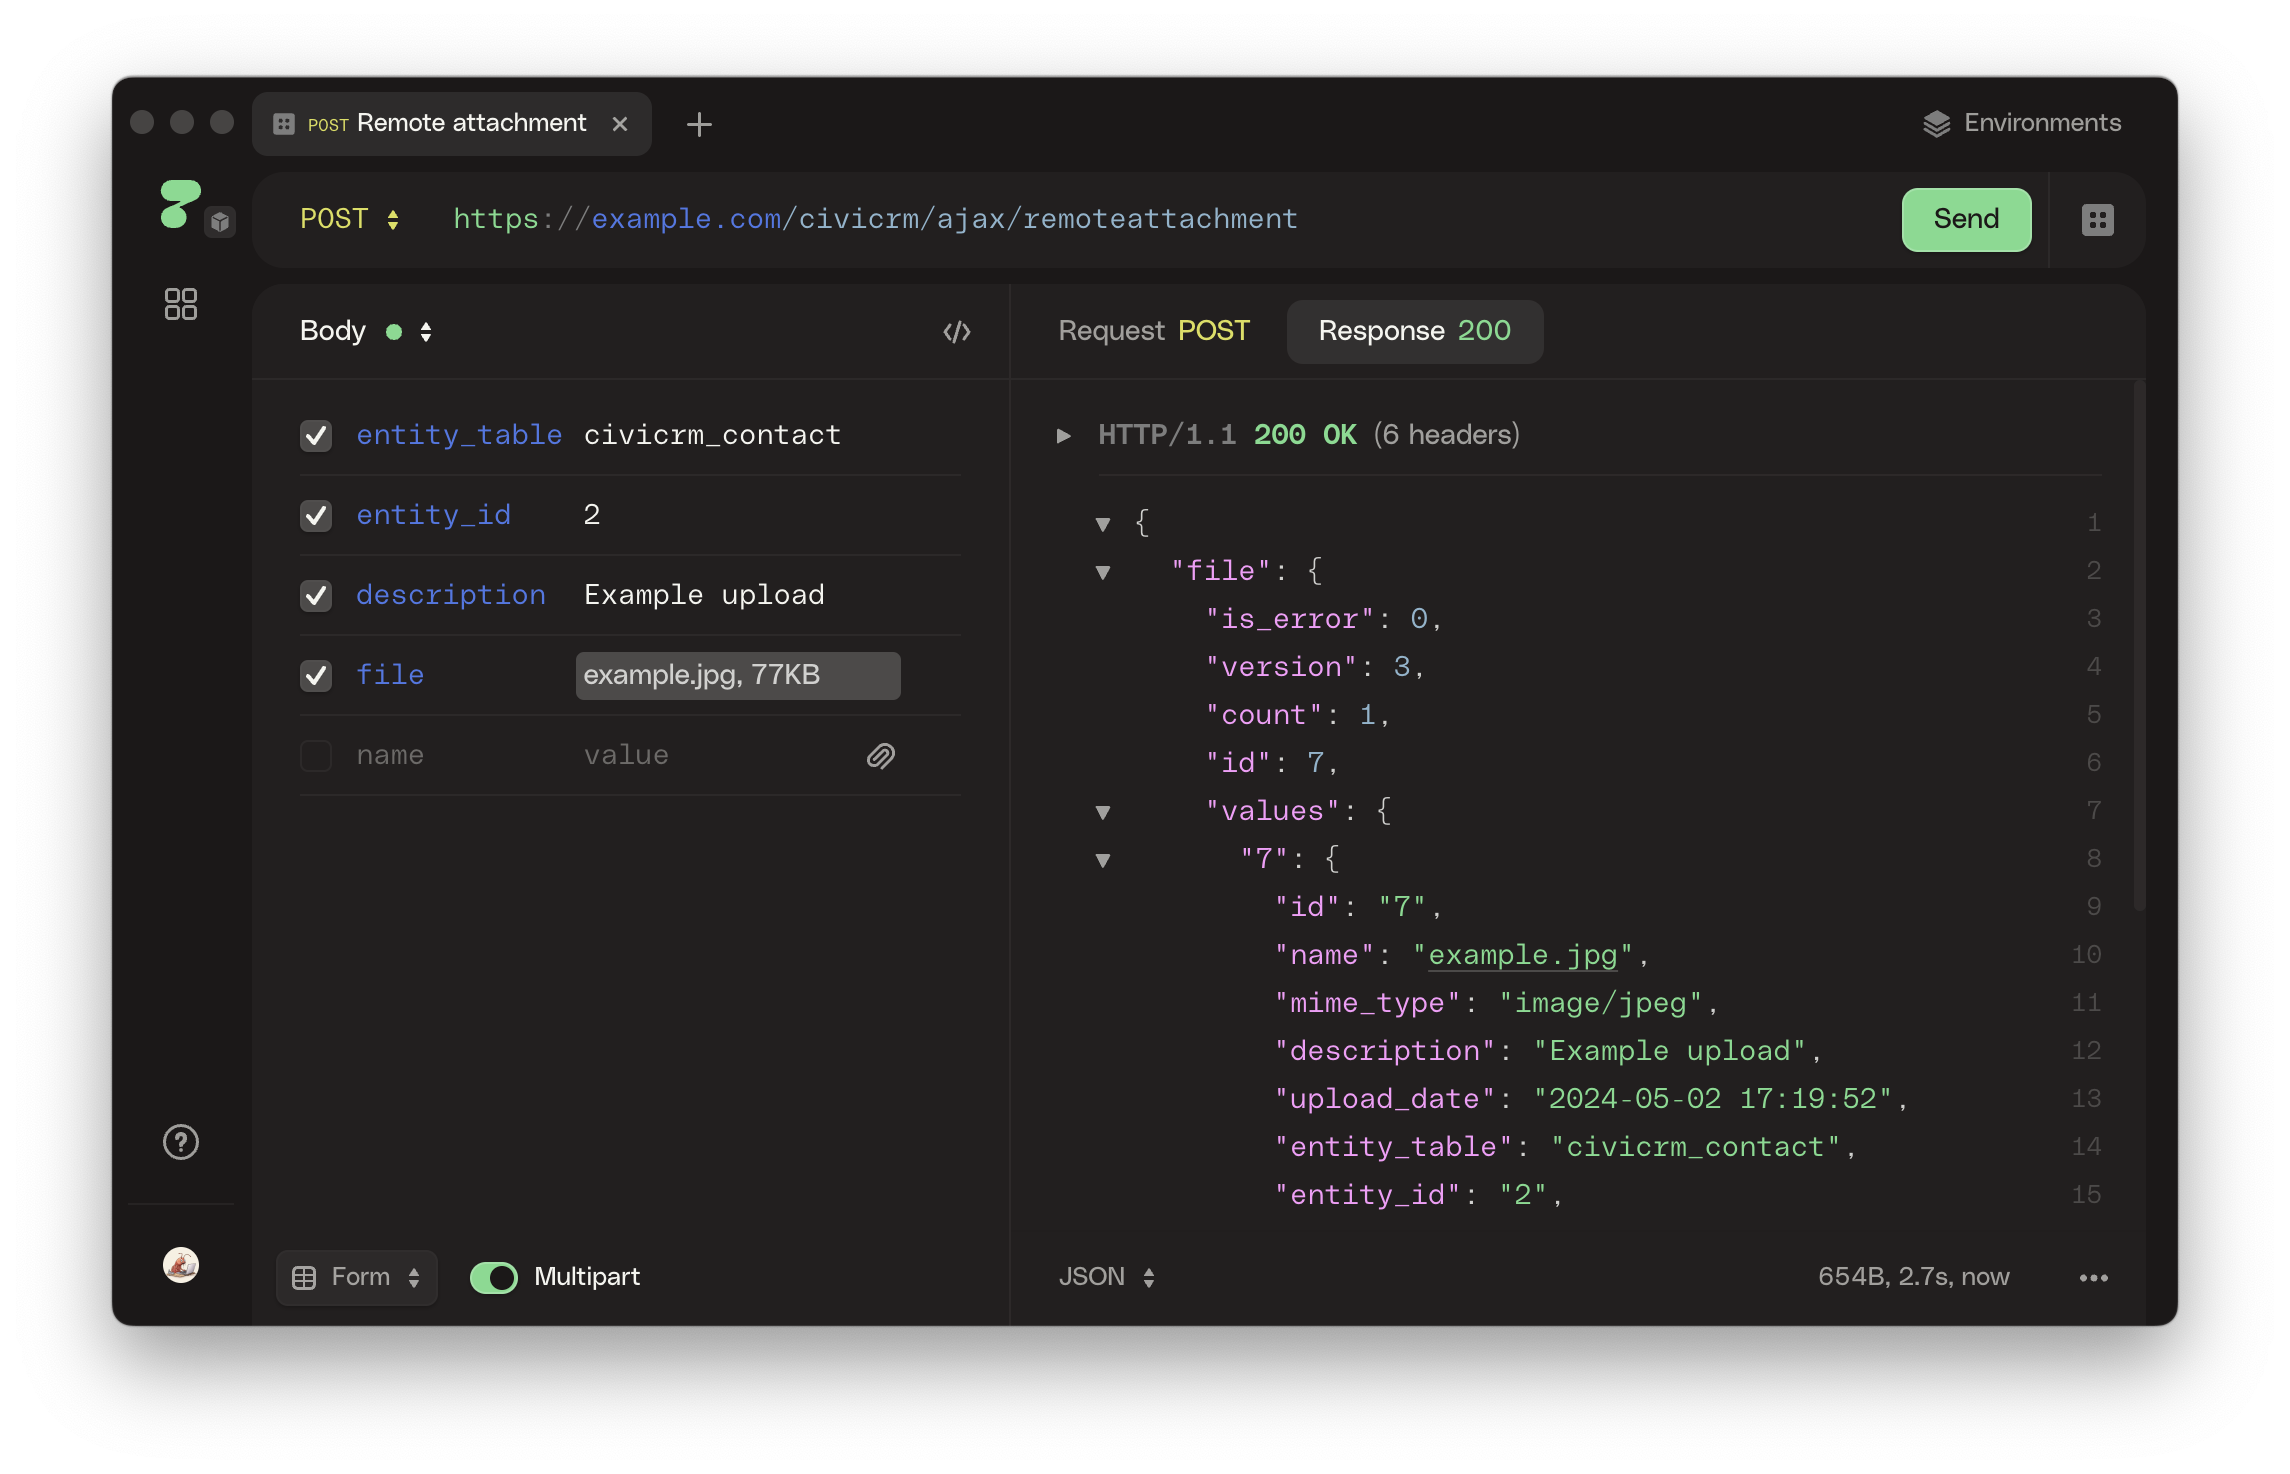 POST Remote attachment
Environments
POST https://example.com/civicrm/ajax/remoteattachment
Send
Body
Request POST
Response 200
entity_table civicrm_contact
entity_id 2
description Example upload
file example.jpg, 77KB
name value
HTTP/1.1 200 OK (6 headers)
{ 1
"file": { 2
"is_error": 0, 3
"version": 3, 4
"count": 1, 5
"id": 7, 6
"values": { 7
"7": { 8
"id": "7", 9
"name": "example.jpg", 10
"mime_type": "image/jpeg", 11
"description": "Example upload", 12
"upload_date": "2024-05-02 17:19:52", 13
"entity_table": "civicrm_contact", 14
"entity_id": "2", 15
Form
Multipart
JSON
654B, 2.7s, now